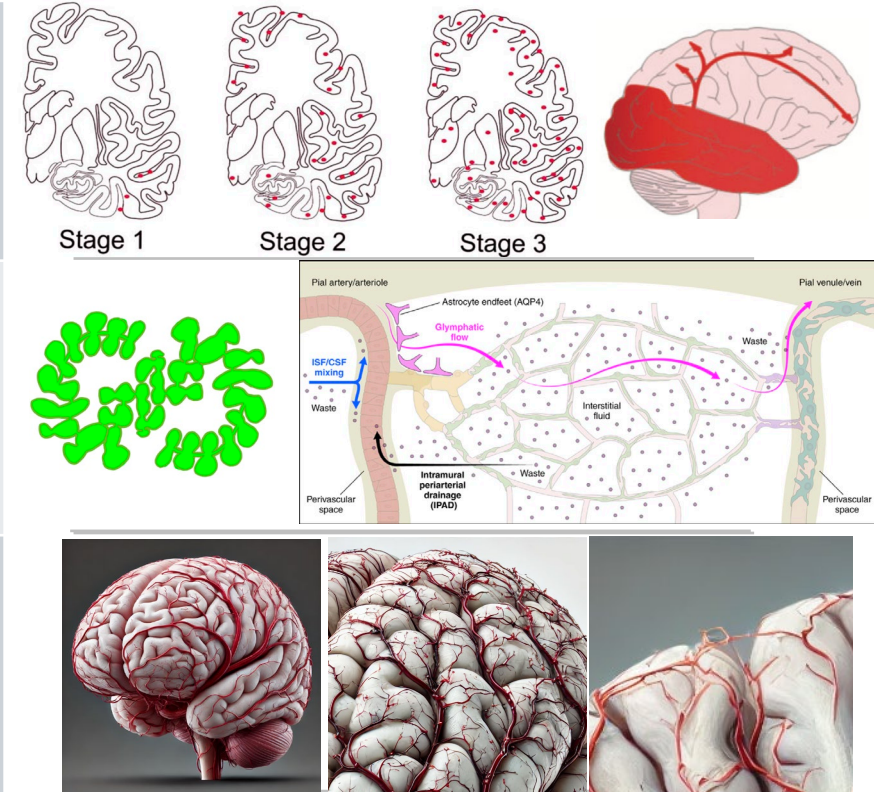 Stage 1
Stage 2
Stage 3
Pial artery/arteriole
Pial venule/vein
Astrocyte endfeet (AQP4)
Glymphatic
flow
Waste
ISF/CSF
mixing
Waste
Interstitial
fluid
Waste
Intramural
periarterial
drainage
(IPAD)
Perivascular
space
Perivascular
space